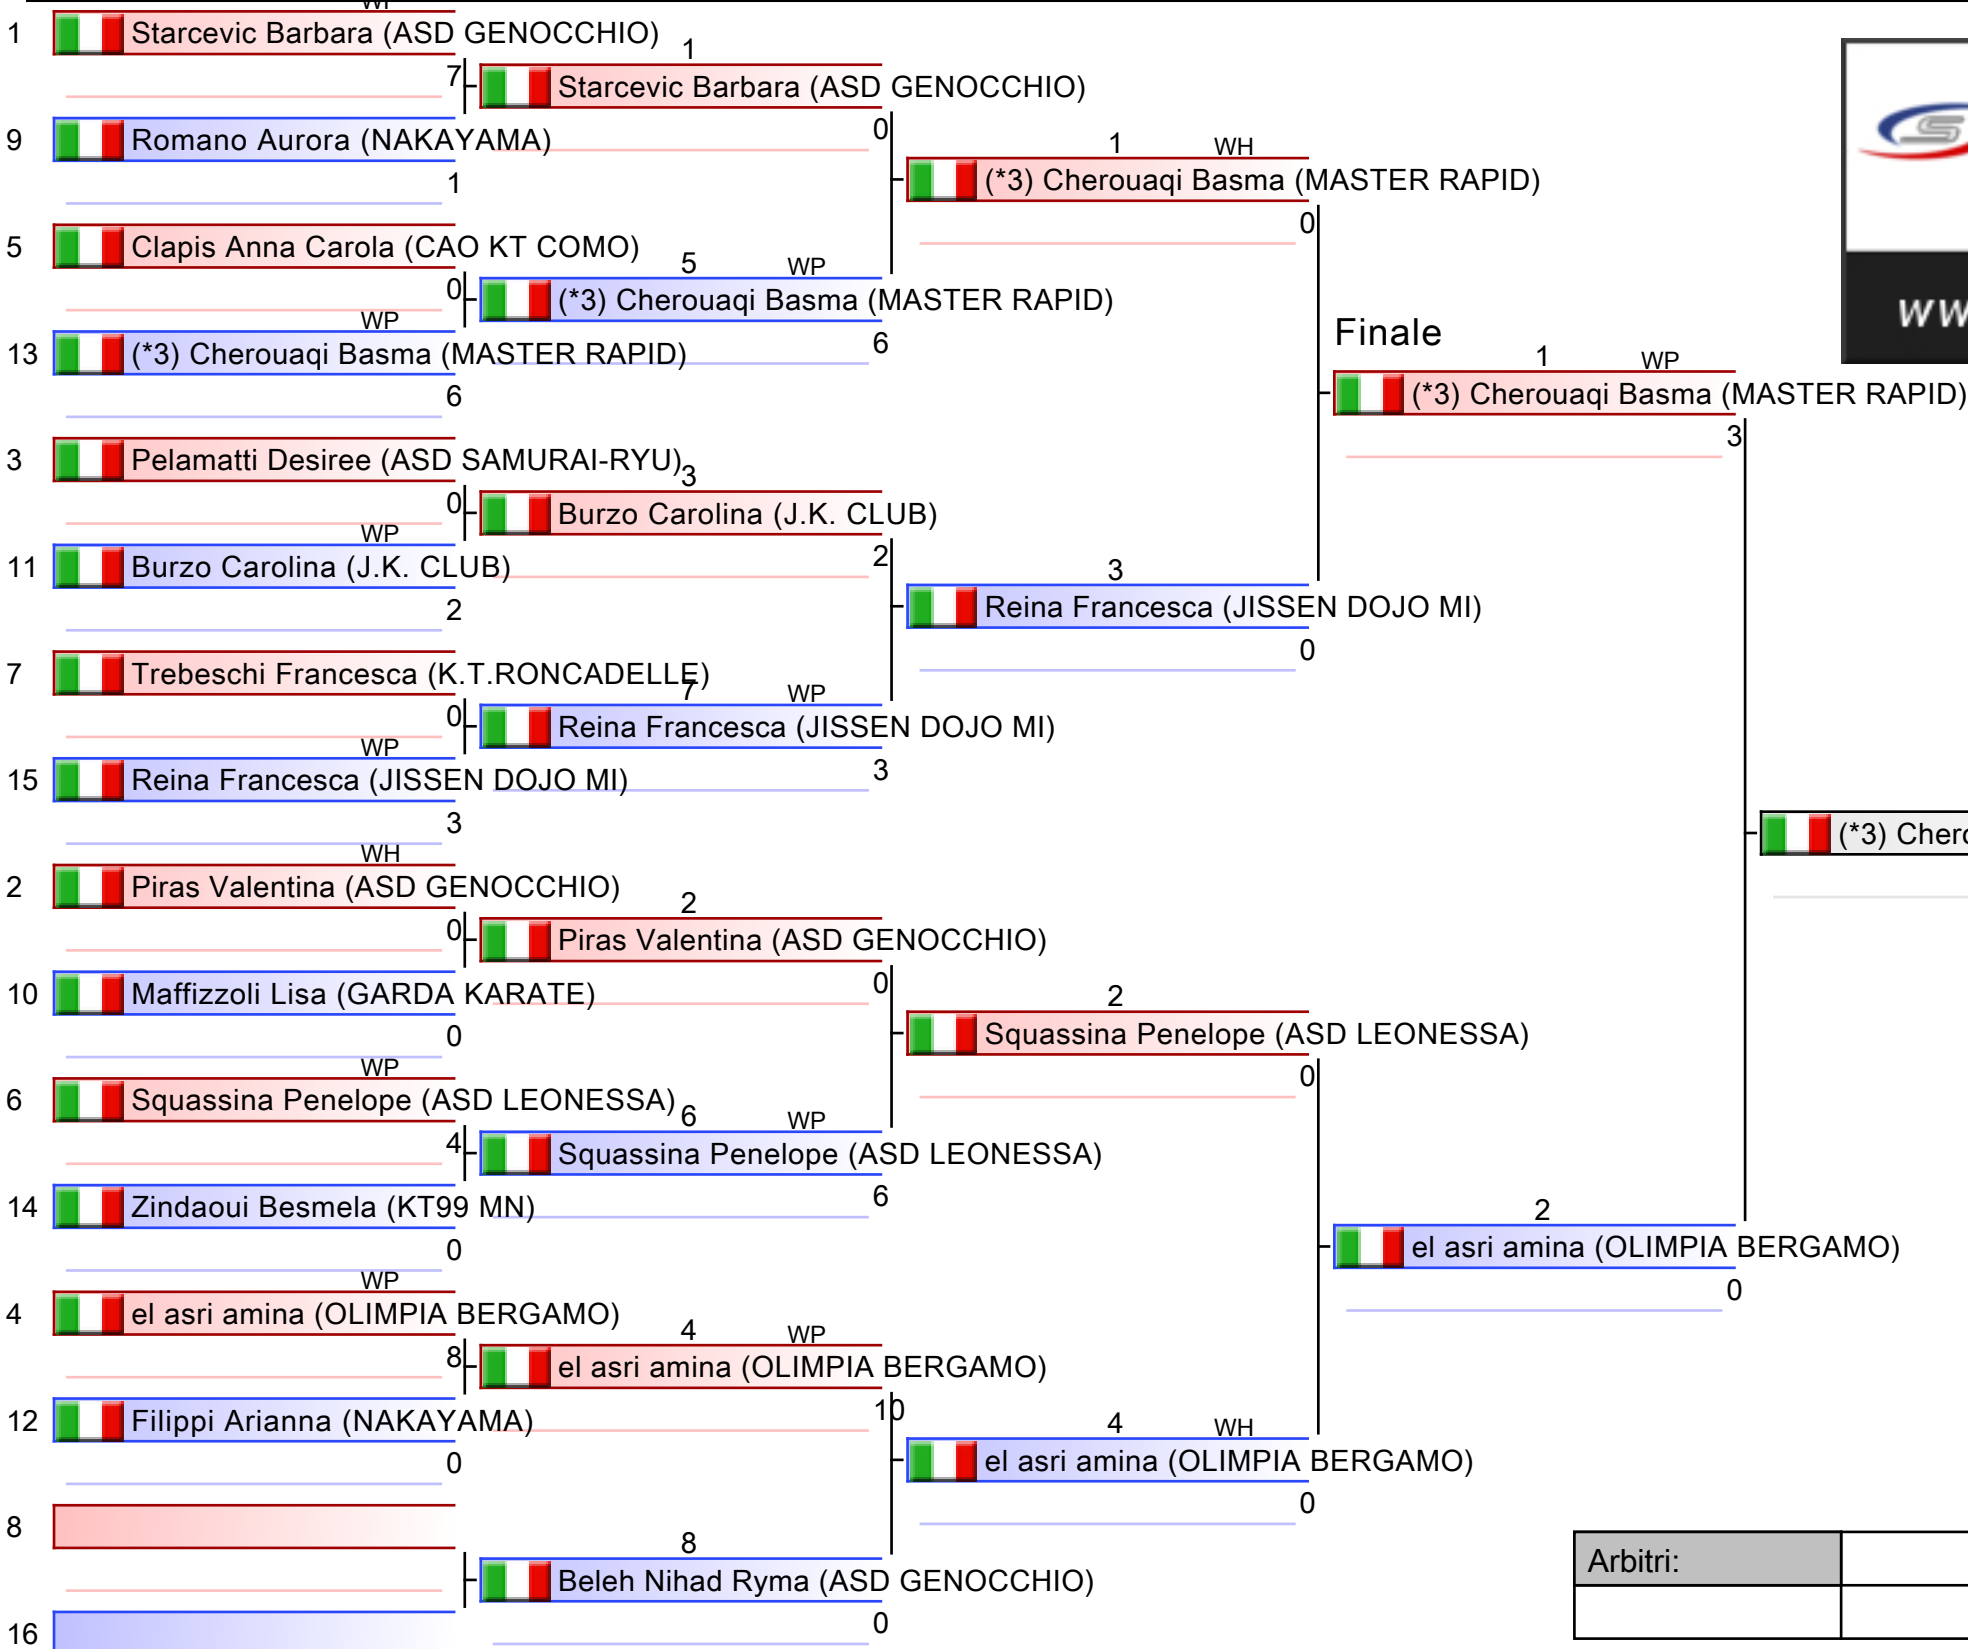 WP
1 Starcevic Barbara (ASD GENOCCHIO)
7
9 Romano Aurora (NAKAYAMA)
1
5 Clapis Anna Carola (CAO KT COMO)
0
WP
13 (*3) Cherouaqi Basma (MASTER RAPID)
6
3 Pelamatti Desiree (ASD SAMURAI-RYU)
0
WP
11 Burzo Carolina (J.K. CLUB)
2
7 Trebeschi Francesca (K.T.RONCADELLE)
0
WP
15 Reina Francesca (JISSEN DOJO MI)
3
WH
2 Piras Valentina (ASD GENOCCHIO)
0
10 Maffizzoli Lisa (GARDA KARATE)
0
WP
6 Squassina Penelope (ASD LEONESSA)
4
14 Zindaoui Besmela (KT99 MN)
0
WP
4 el asri amina (OLIMPIA BERGAMO)
8
12 Filippi Arianna (NAKAYAMA)
0
8
16
1
Starcevic Barbara (ASD GENOCCHIO)
0
5 WP
(*3) Cherouaqi Basma (MASTER RAPID)
6
3
Burzo Carolina (J.K. CLUB)
2
7 WP
Reina Francesca (JISSEN DOJO MI)
3
2
Piras Valentina (ASD GENOCCHIO)
0
6 WP
Squassina Penelope (ASD LEONESSA)
6
4 WP
el asri amina (OLIMPIA BERGAMO)
10
8
Beleh Nihad Ryma (ASD GENOCCHIO)
0
1 WH
(*3) Cherouaqi Basma (MASTER RAPID)
0
3
Reina Francesca (JISSEN DOJO MI)
0
2
Squassina Penelope (ASD LEONESSA)
0
4 WH
el asri amina (OLIMPIA BERGAMO)
0
Finale
1 WP
(*3) Cherouaqi Basma (MASTER RAPID)
3
2
el asri amina (OLIMPIA BERGAMO)
0
(*3) Chero
S
ww
Arbitri: